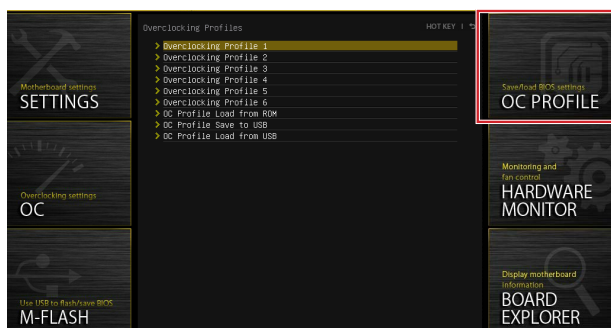 Overclocking Profiles
HOT KEY |
> Overclocking Profile 1
> Overclocking Profile 2
> Overclocking Profile 3
> Overclocking Profile 4
> Overclocking Profile 5
> Overclocking Profile 6
> OC Profile Load from ROM
> OC Profile Save to USB
> OC Profile Load from USB
Motherboard settings
SETTINGS
Overclocking settings
OC
Use USB to flash/save BIOS
M-FLASH
Save/load BIOS settings
OC PROFILE
Monitoring and
fan control
HARDWARE
MONITOR
Display motherboard
information
BOARD
EXPLORER